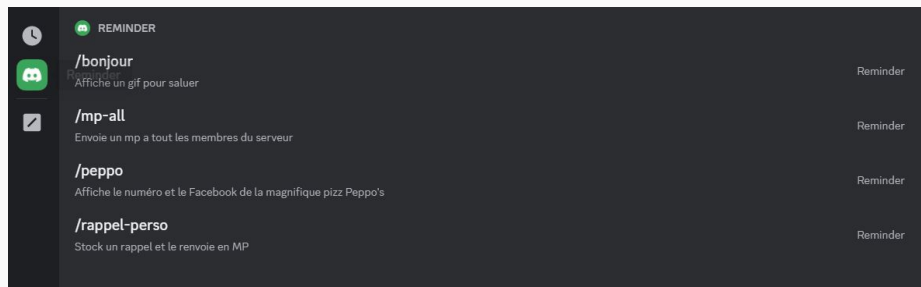 REMINDER
/bonjour
Reminder
Affiche un gif pour saluer
Reminder
/mp-all
Envoie un mp a tout les membres du serveur
Reminder
/peppo
Affiche le numéro et le Facebook de la magnifique pizz Peppo's
Reminder
/rappel-perso
Stock un rappel et le renvoie en MP
Reminder